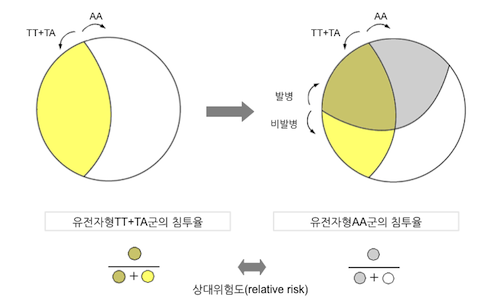 AA
TT+TA
AA
TT+TA
발병
비발병
유전자형TT+TA군의 침투율
유전자형AA군의 침투율
+
+
상대위험도(relative risk)